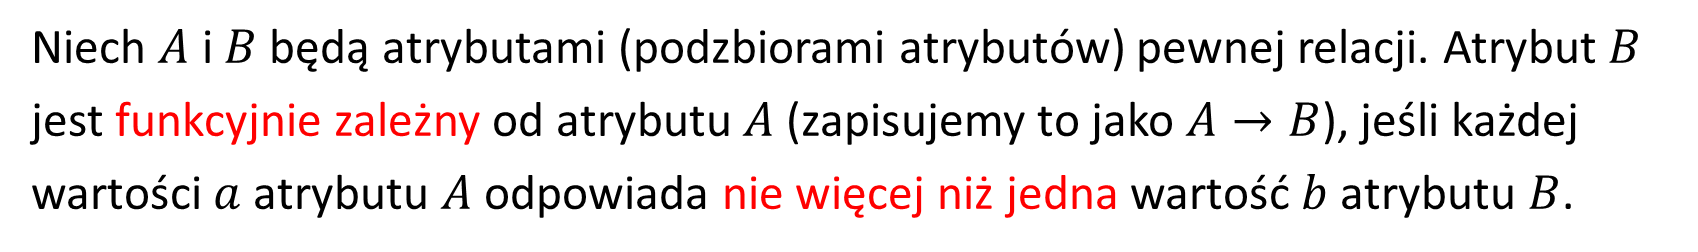 Niech A i B będą atrybutami (podzbiorami atrybutów) pewnej relacji. Atrybut B
jest funkcyjnie zależny od atrybutu A (zapisujemy to jako A → B), jeśli każdej
wartości a atrybutu A odpowiada nie więcej niż jedna wartość b atrybutu B.